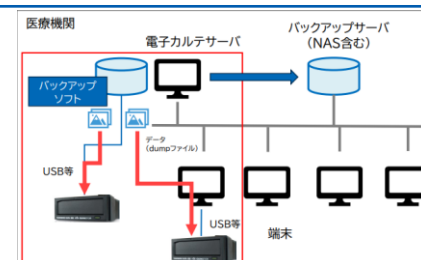 医療機関
電子カルテサーバ
バックアップサーバ
(NAS含む)
バックアップ
ソフト
データ
(dumpファイル)
USB等
USB等
端末